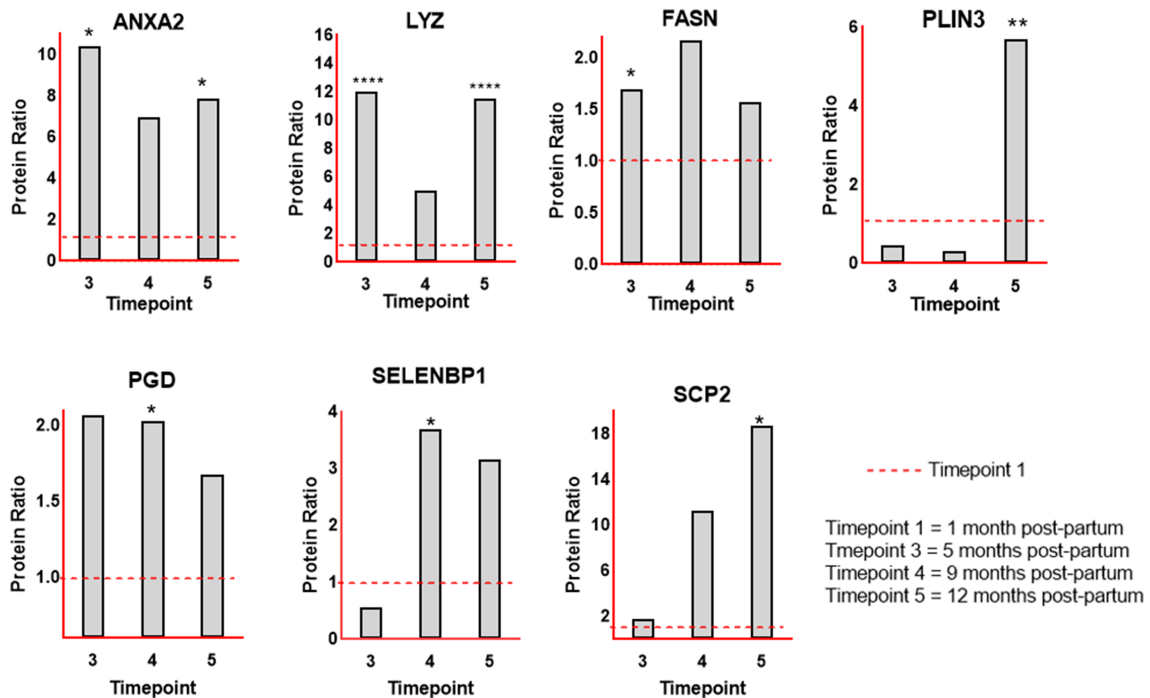 ANXA2
*
*
10
8
6
4
2
0
Protein Ratio
3 4 5
Timepoint
LYZ
****
****
16
14
12
10
8
6
4
2
0
Protein Ratio
3 4 5
Timepoint
FASN
*
2.0
1.5
1.0
0.5
0.0
Protein Ratio
3 4 5
Timepoint
PLIN3
**
6
4
2
0
Protein Ratio
3 4 5
Timepoint
PGD
*
2.0
1.5
1.0
Protein Ratio
3 4 5
Timepoint
SELENBP1
*
4
3
2
1
0
Protein Ratio
3 4 5
Timepoint
SCP2
*
18
14
10
6
2
Protein Ratio
3 4 5
Timepoint
Timepoint 1
Timepoint 1 = 1 month post-partum
Tmepoint 3 = 5 months post-partum
Timepoint 4 = 9 months post-partum
Timepoint 5 = 12 months post-partum